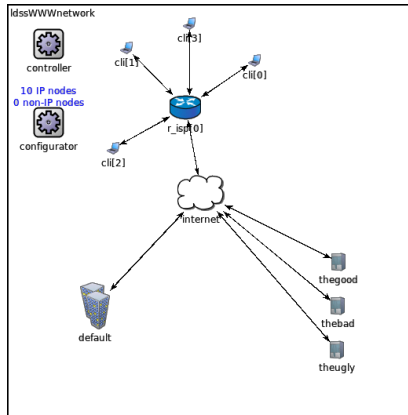 ldssWWWnetwork
controller
10 IP nodes
0 non-IP nodes
configurator
cli[3]
cli[1]
cli[0]
r_isp[0]
cli[2]
internet
thegood
thebad
default
theugly